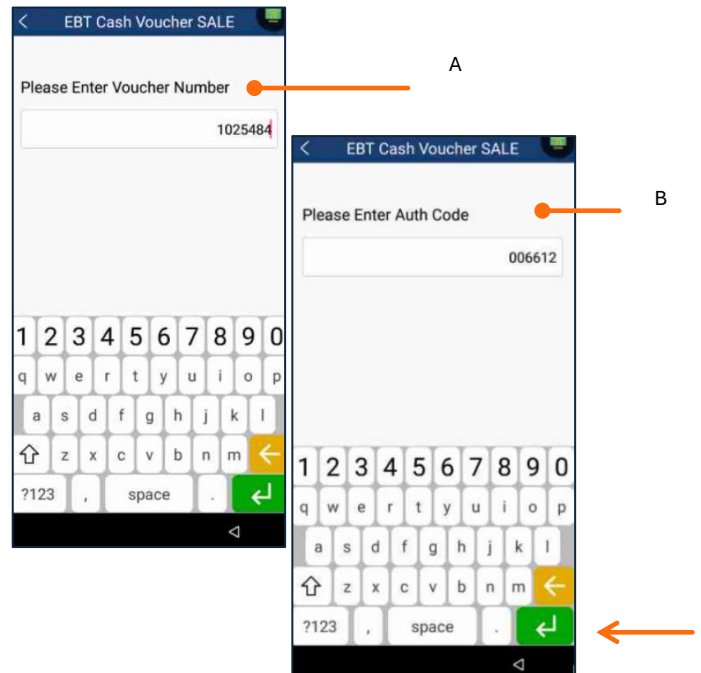 EBT Cash Voucher SALE
Please Enter Voucher Number
1025484
1 2 3 4 5 6 7 8 9 0
q w e r t y u i o p
a s d f g h j k l
z x c v b n m
?123 , space .
A
EBT Cash Voucher SALE
Please Enter Auth Code
006612
1 2 3 4 5 6 7 8 9 0
q w e r t y u i o p
a s d f g h j k l
z x c v b n m
?123 , space .
B